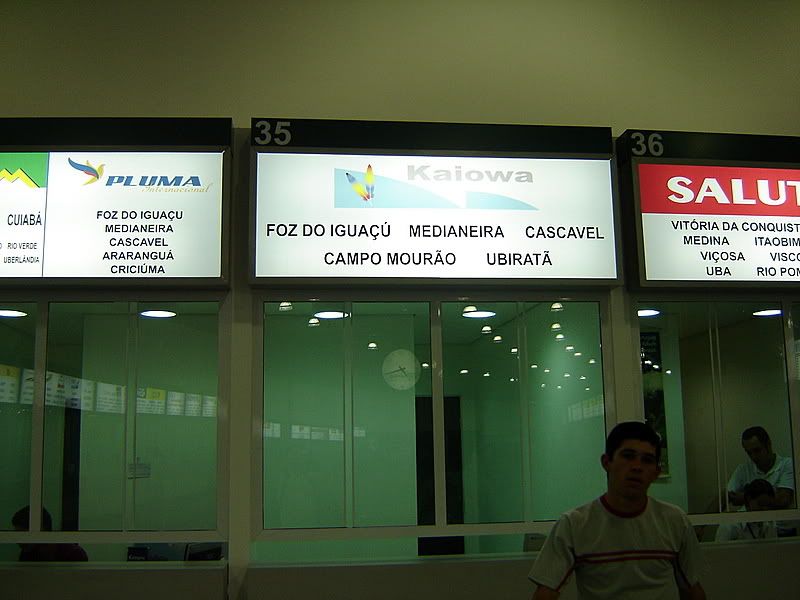 CUIABÁ
RIO VERDE
UBERLÂNDIA
PLUMA
Internacional
FOZ DO IGUAÇU
MEDIANEIRA
CASCAVEL
ARARANGUÁ
CRICIÚMA
35
Kaiowa
FOZ DO IGUAÇÚ MEDIANEIRA CASCAVEL
CAMPO MOURÃO UBIRATÃ
36
SALUT
VITÓRIA DA CONQUIST
MEDINA ITAOBIM
VIÇOSA VISCO
UBA RIO POM